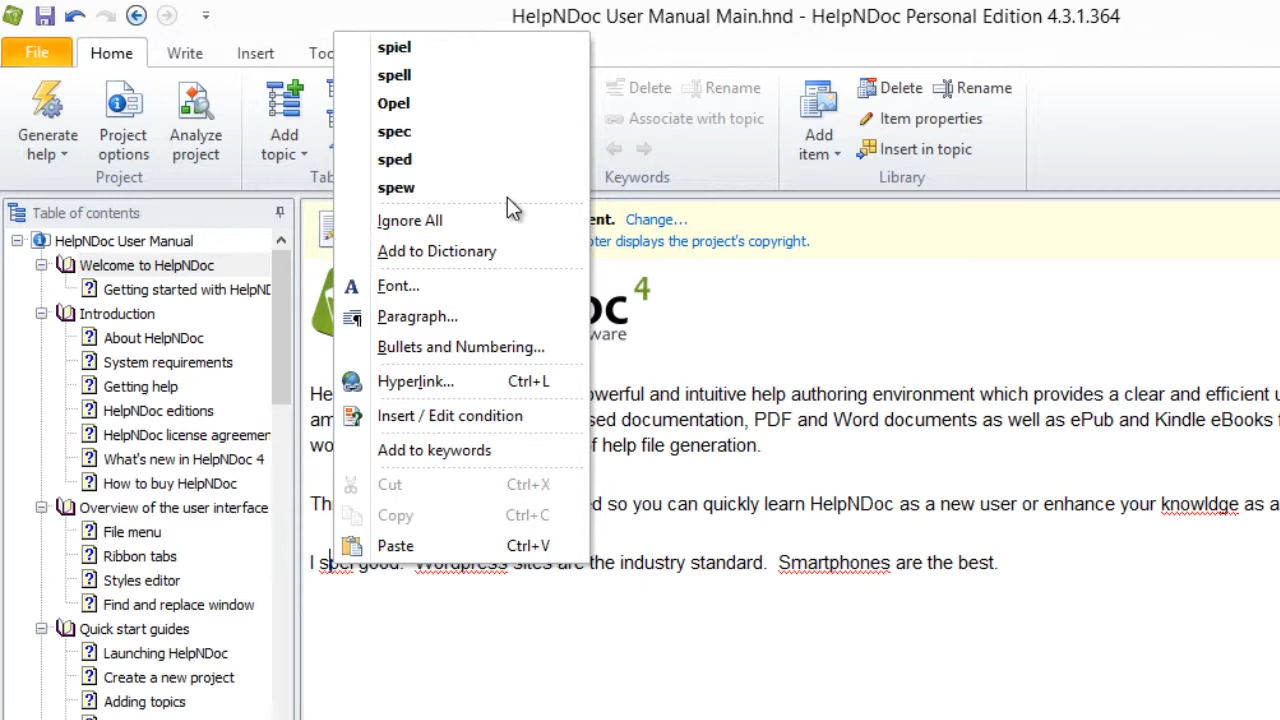 HelpNDoc User Manual Main.hnd - HelpNDoc Personal Edition 4.3.1.364
File Home Write Insert
Generate help
Project options
Analyze project
Project
Add topic
Delete Rename
Associate with topic
Keywords
Add item
Delete Rename
Item properties
Insert in topic
Library
Table of contents
HelpNDoc User Manual
Welcome to HelpNDoc
Getting started with HelpND
Introduction
About HelpNDoc
System requirements
Getting help
HelpNDoc editions
HelpNDoc license agreemen
What's new in HelpNDoc 4
How to buy HelpNDoc
Overview of the user interface
File menu
Ribbon tabs
Styles editor
Find and replace window
Quick start guides
Launching HelpNDoc
Create a new project
Adding topics
spiel
spell
Opel
spec
sped
spew
Ignore All
Add to Dictionary
Font...
Paragraph...
Bullets and Numbering...
Hyperlink... Ctrl+L
Insert / Edit condition
Add to keywords
Cut Ctrl+X
Copy Ctrl+C
Paste Ctrl+V
Change...
displays the project's copyright.
4
and intuitive help authoring environment which provides a clear and efficient
documentation, PDF and Word documents as well as ePub and Kindle eBooks
help file generation.
so you can quickly learn HelpNDoc as a new user or enhance your knowldge as
I spel good. Wordpress sites are the industry standard. Smartphones are the best.